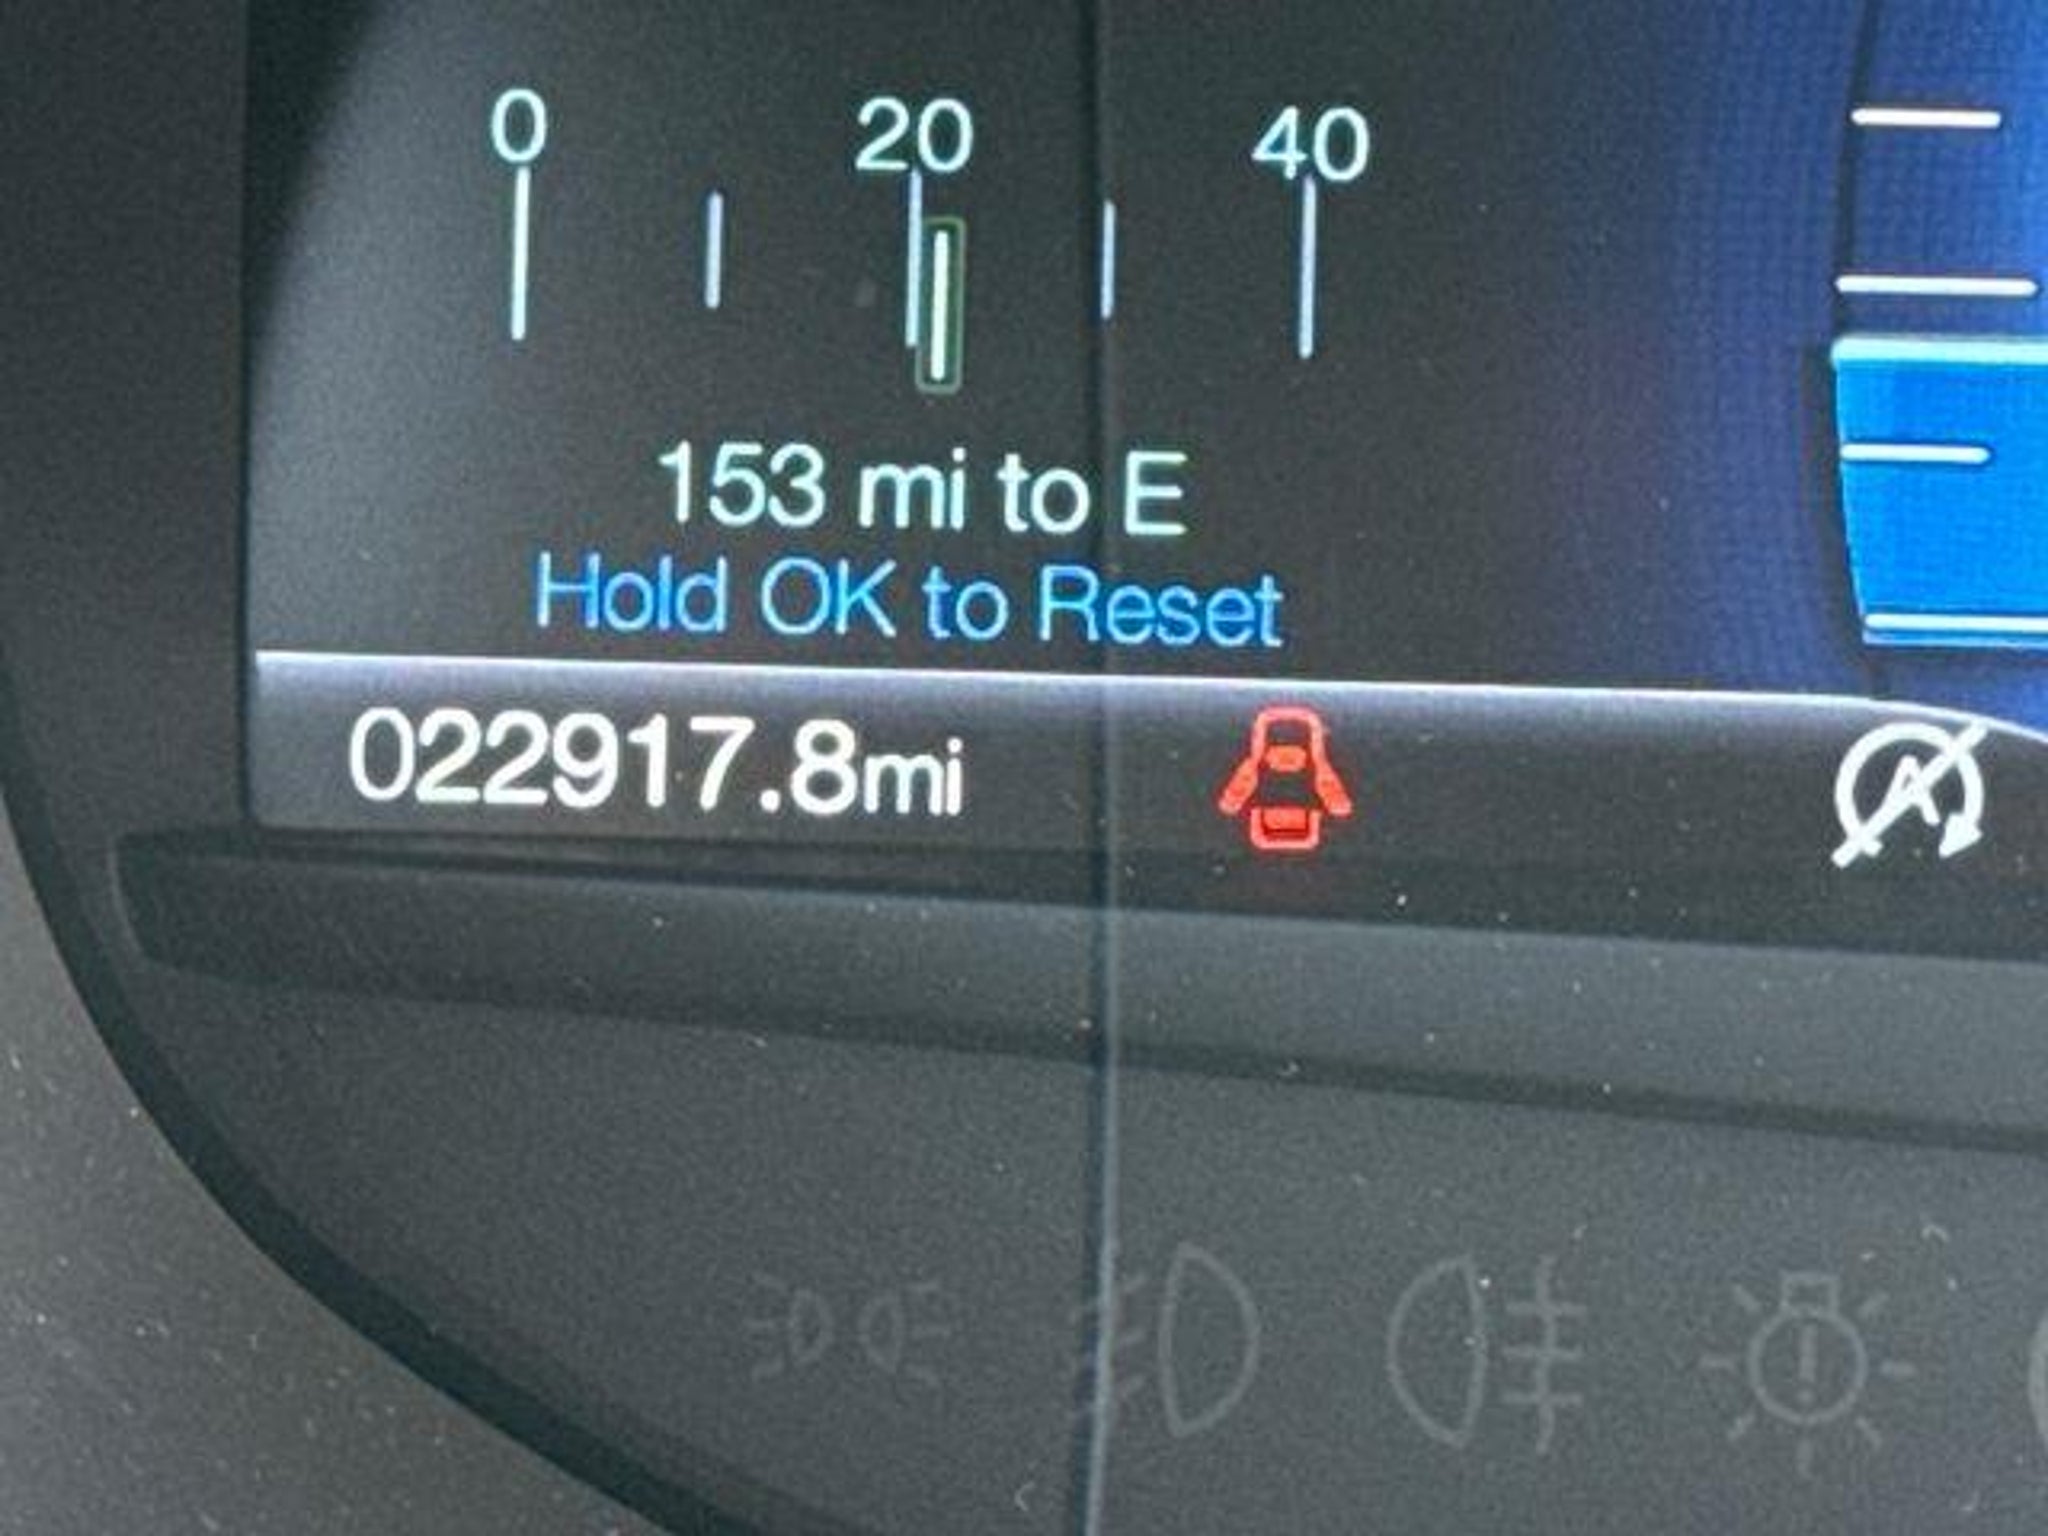 0 20 40
153 mi to E
Hold OK to Reset
022917.8mi
A